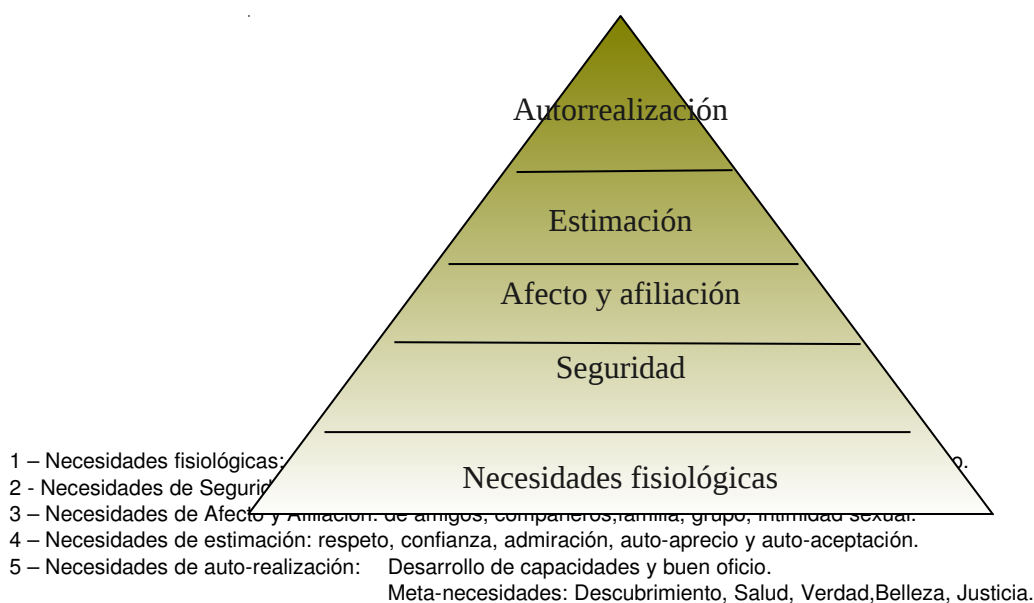 Autorrealización
Estimación
Afecto y afiliación
Seguridad
Necesidades fisiológicas
1 – Necesidades fisiológicas:
2 - Necesidades de
3 – Necesidades de Afecto y Afiliación: de amigos, compañeros,familia, grupo, intimidad sexual.
4 – Necesidades de estimación: respeto, confianza, admiración, auto-aprecio y auto-aceptación.
5 – Necesidades de auto-realización: Desarrollo de capacidades y buen oficio.
Meta-necesidades: Descubrimiento, Salud, Verdad,Belleza, Justicia.